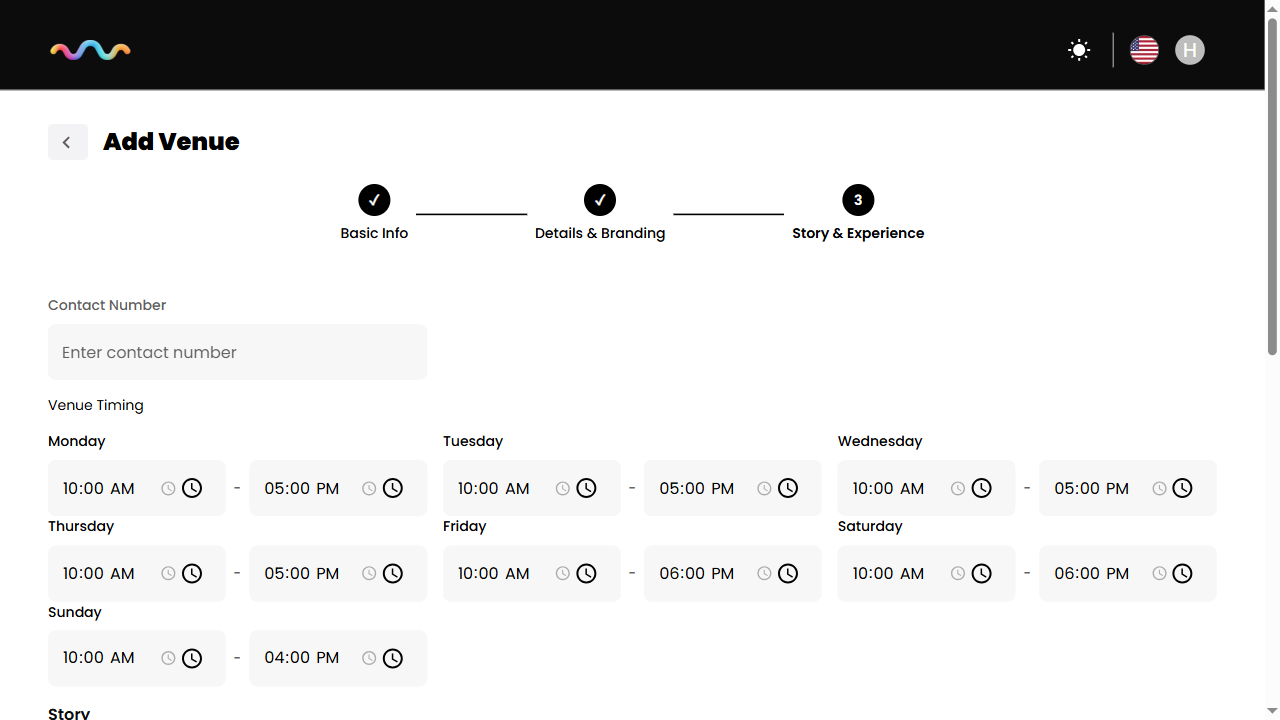 H
Add Venue
✓ ✓ 3
Basic Info Details & Branding Story & Experience
Contact Number
Enter contact number
Venue Timing
Monday Tuesday Wednesday
10:00 AM - 05:00 PM 10:00 AM - 05:00 PM 10:00 AM - 05:00 PM
Thursday Friday Saturday
10:00 AM - 05:00 PM 10:00 AM - 06:00 PM 10:00 AM - 06:00 PM
Sunday
10:00 AM - 04:00 PM
Story